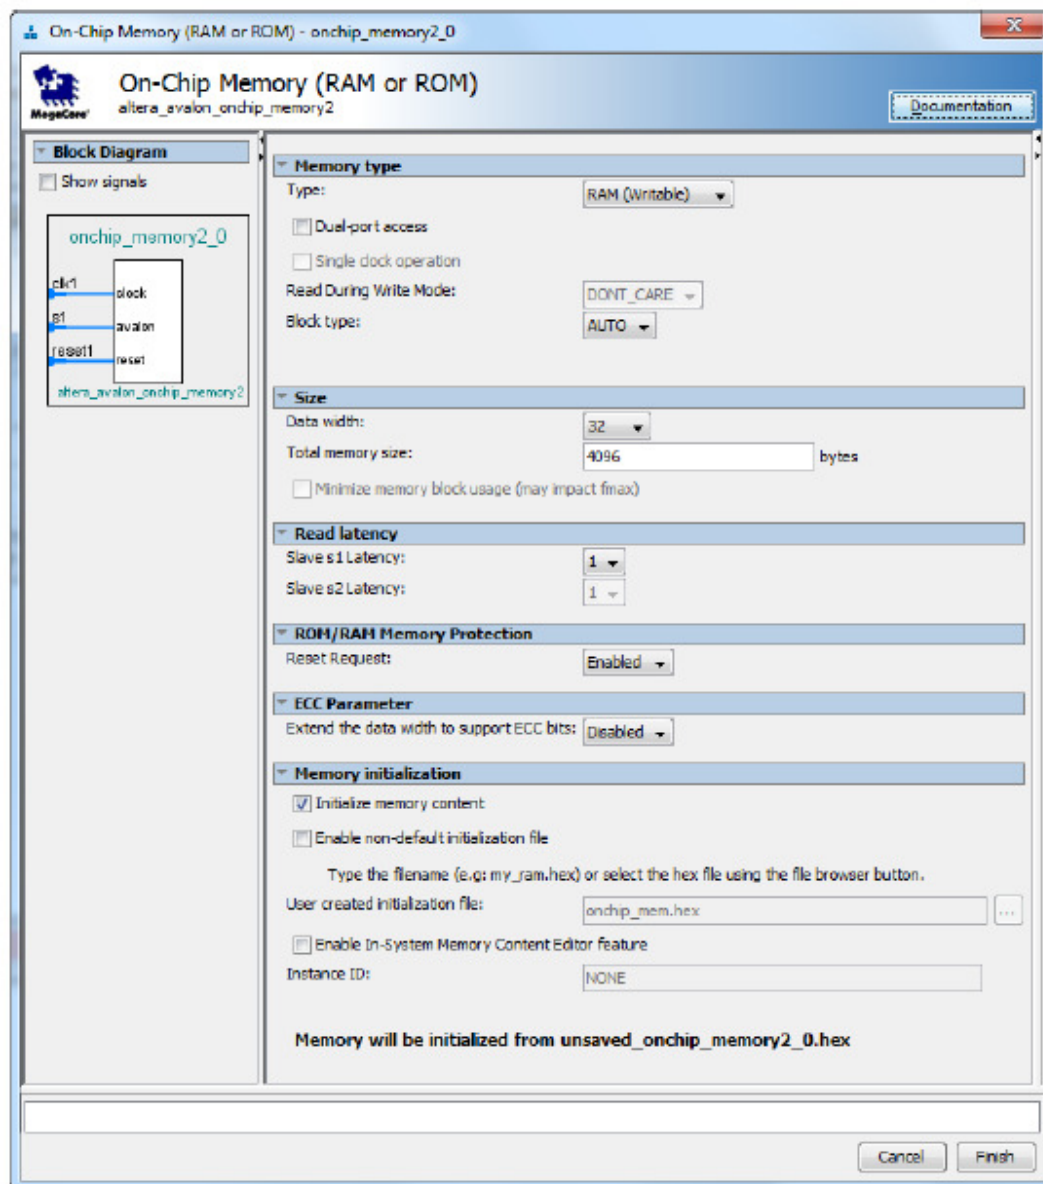 On-Chip Memory (RAM or ROM) - onchip_memory2_0
On-Chip Memory (RAM or ROM)
altera_avalon_onchip_memory2
MegaCore®
Documentation
Block Diagram
Show signals
onchip_memory2_0
clk1
clock
s1
avalon
reset1
reset
altera_avalon_onchip_memory2
Memory type
Type: RAM (Writable)
Dual-port access
Single clock operation
Read During Write Mode: DONT_CARE
Block type: AUTO
Size
Data width: 32
Total memory size: 4096 bytes
Minimize memory block usage (may impact fmax)
Read latency
Slave s1 Latency: 1
Slave s2 Latency: 1
ROM/RAM Memory Protection
Reset Request: Enabled
ECC Parameter
Extend the data width to support ECC bits: Disabled
Memory initialization
Initialize memory content
Enable non-default initialization file
Type the filename (e.g: my_ram.hex) or select the hex file using the file browser button.
User created initialization file: onchip_mem.hex ...
Enable In-System Memory Content Editor feature
Instance ID: NONE
Memory will be initialized from unsaved_onchip_memory2_0.hex
Cancel Finish